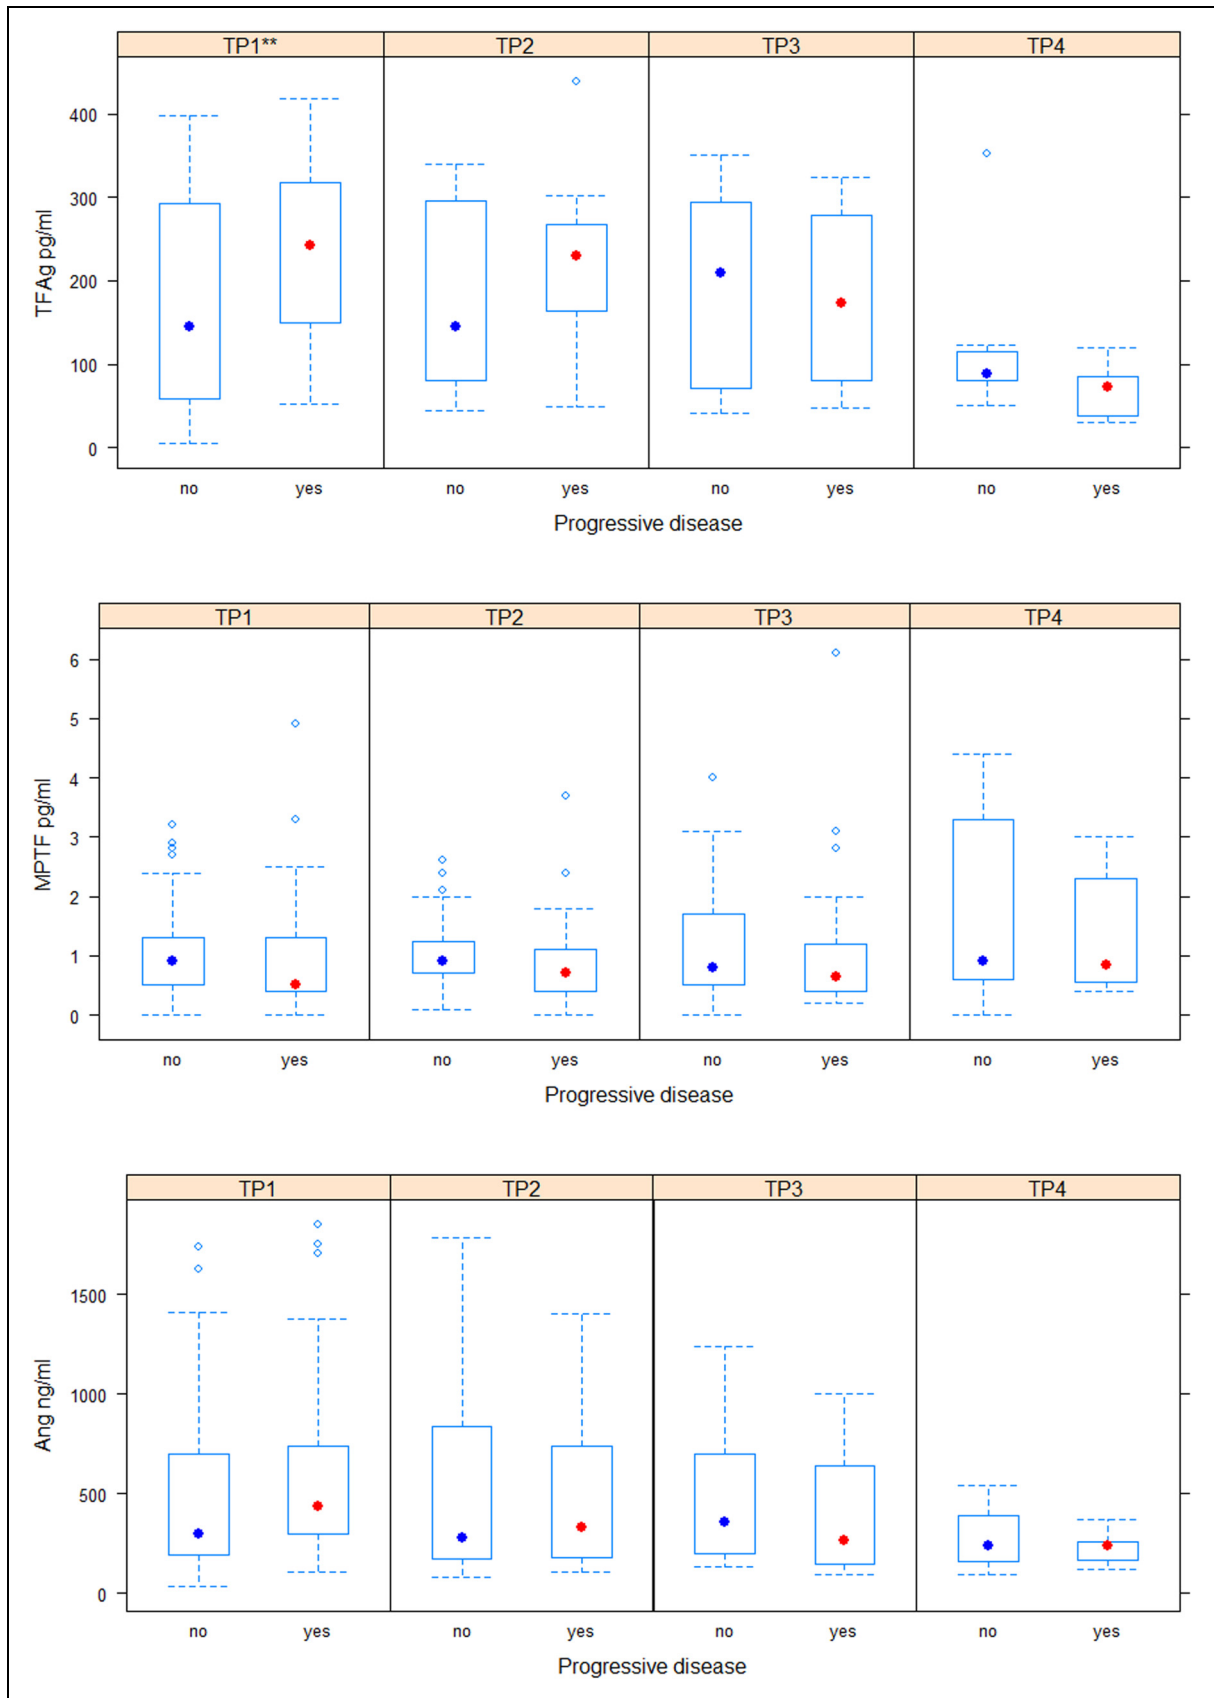 TP1** TP2 TP3 TP4
400
300
200
100
0
TFAg pg/ml
no yes no yes no yes no yes
Progressive disease
TP1 TP2 TP3 TP4
6
5
4
3
2
1
0
MPTF pg/ml
no yes no yes no yes no yes
Progressive disease
TP1 TP2 TP3 TP4
1500
1000
500
0
Ang ng/ml
no yes no yes no yes no yes
Progressive disease